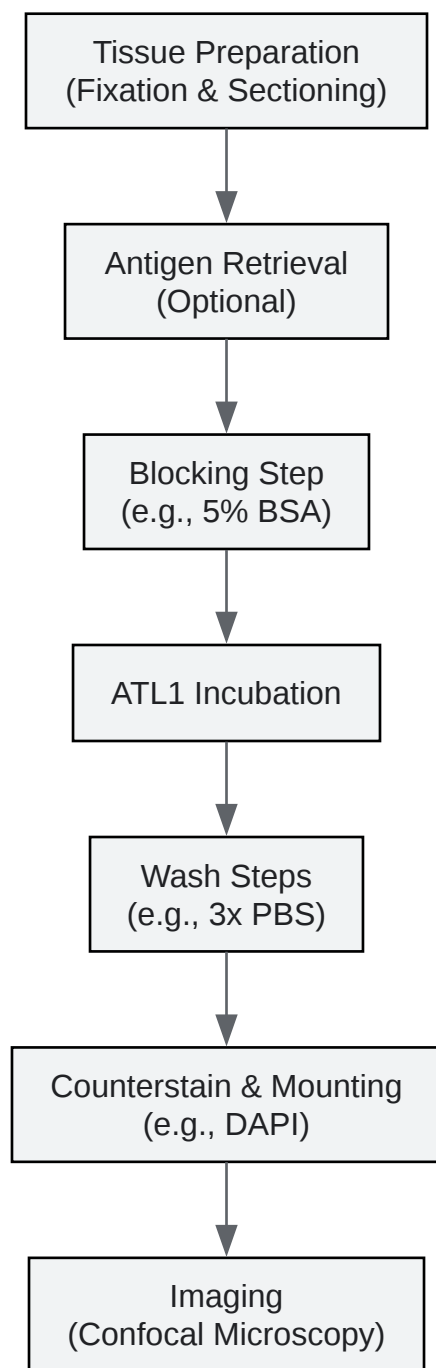 Tissue Preparation
(Fixation & Sectioning)
Antigen Retrieval
(Optional)
Blocking Step
(e.g., 5% BSA)
ATL1 Incubation
Wash Steps
(e.g., 3x PBS)
Counterstain & Mounting
(e.g., DAPI)
Imaging
(Confocal Microscopy)